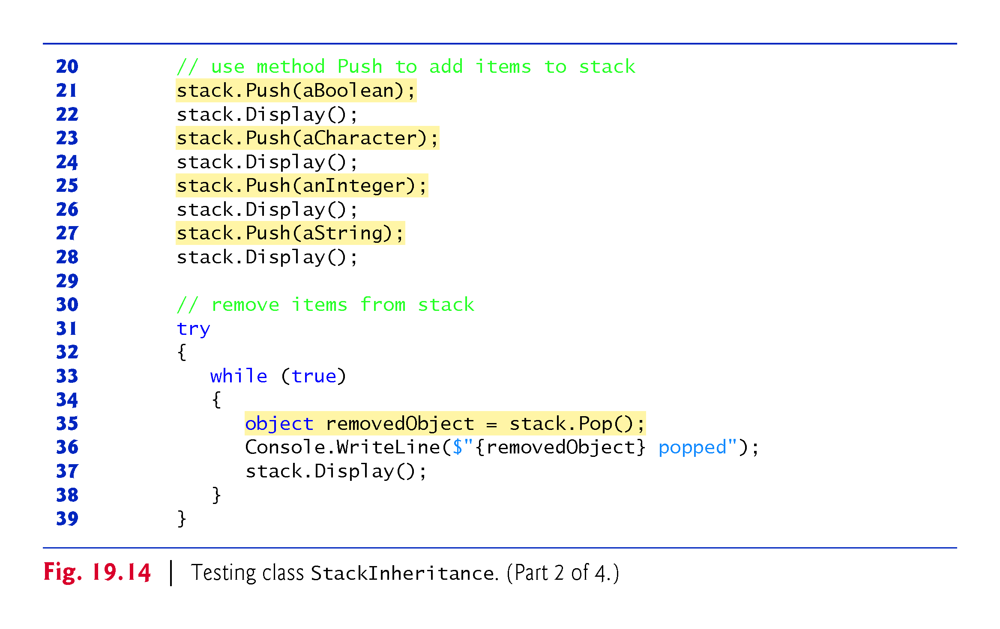 20 // use method Push to add items to stack
21 stack.Push(aBoolean);
22 stack.Display();
23 stack.Push(aCharacter);
24 stack.Display();
25 stack.Push(anInteger);
26 stack.Display();
27 stack.Push(aString);
28 stack.Display();
29
30 // remove items from stack
31 try
32 {
33 while (true)
34 {
35 object removedObject = stack.Pop();
36 Console.WriteLine($"{removedObject} popped");
37 stack.Display();
38 }
39 }
Fig. 19.14 | Testing class StackInheritance. (Part 2 of 4.)